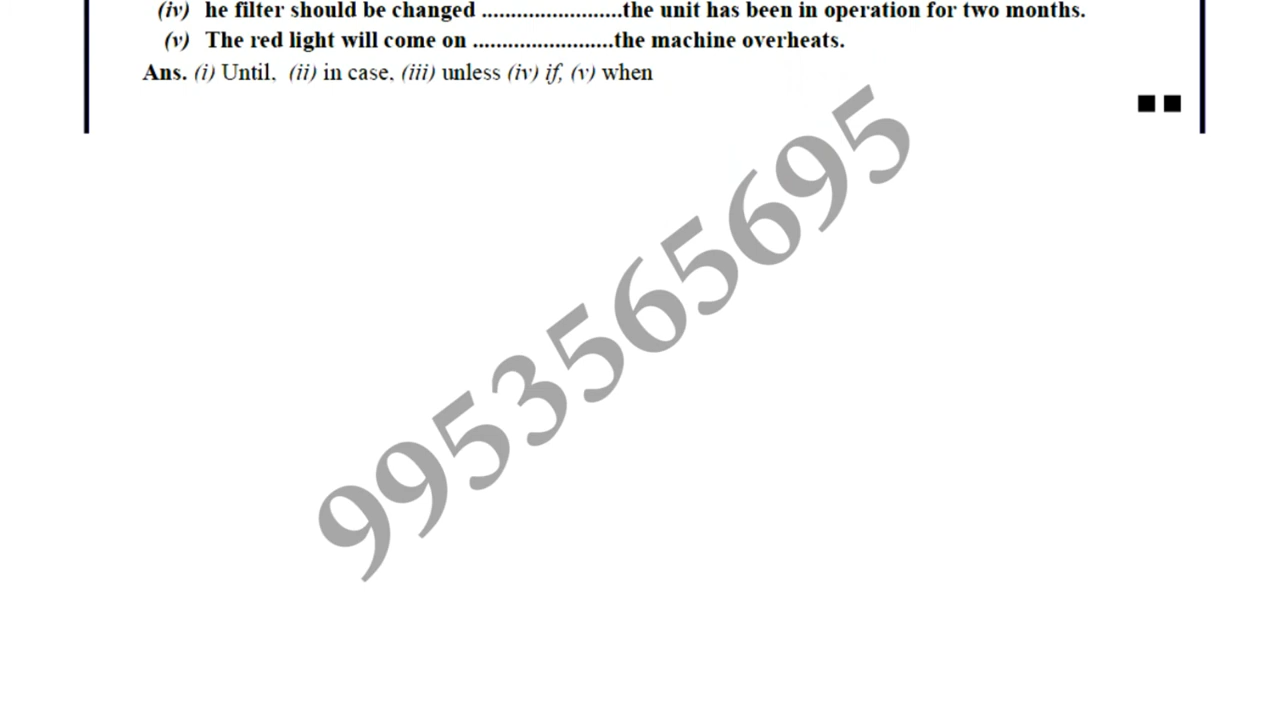 (iv) he filter should be changed ........................the unit has been in operation for two months.
(v) The red light will come on ........................the machine overheats.
Ans. (i) Until, (ii) in case, (iii) unless (iv) if, (v) when
9953565695